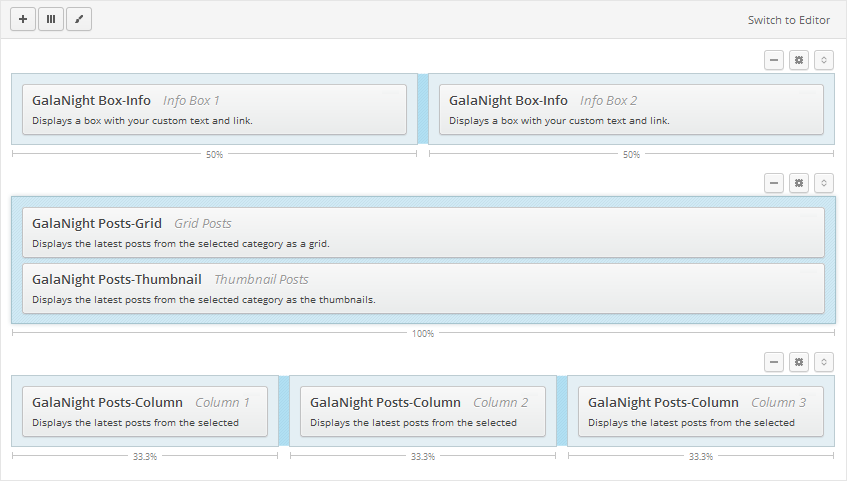 Switch to Editor
GalaNight Box-Info Info Box 1
Displays a box with your custom text and link.
GalaNight Box-Info Info Box 2
Displays a box with your custom text and link.
50%
50%
GalaNight Posts-Grid Grid Posts
Displays the latest posts from the selected category as a grid.
GalaNight Posts-Thumbnail Thumbnail Posts
Displays the latest posts from the selected category as the thumbnails.
100%
GalaNight Posts-Column Column 1
Displays the latest posts from the selected
GalaNight Posts-Column Column 2
Displays the latest posts from the selected
GalaNight Posts-Column Column 3
Displays the latest posts from the selected
33.3%
33.3%
33.3%